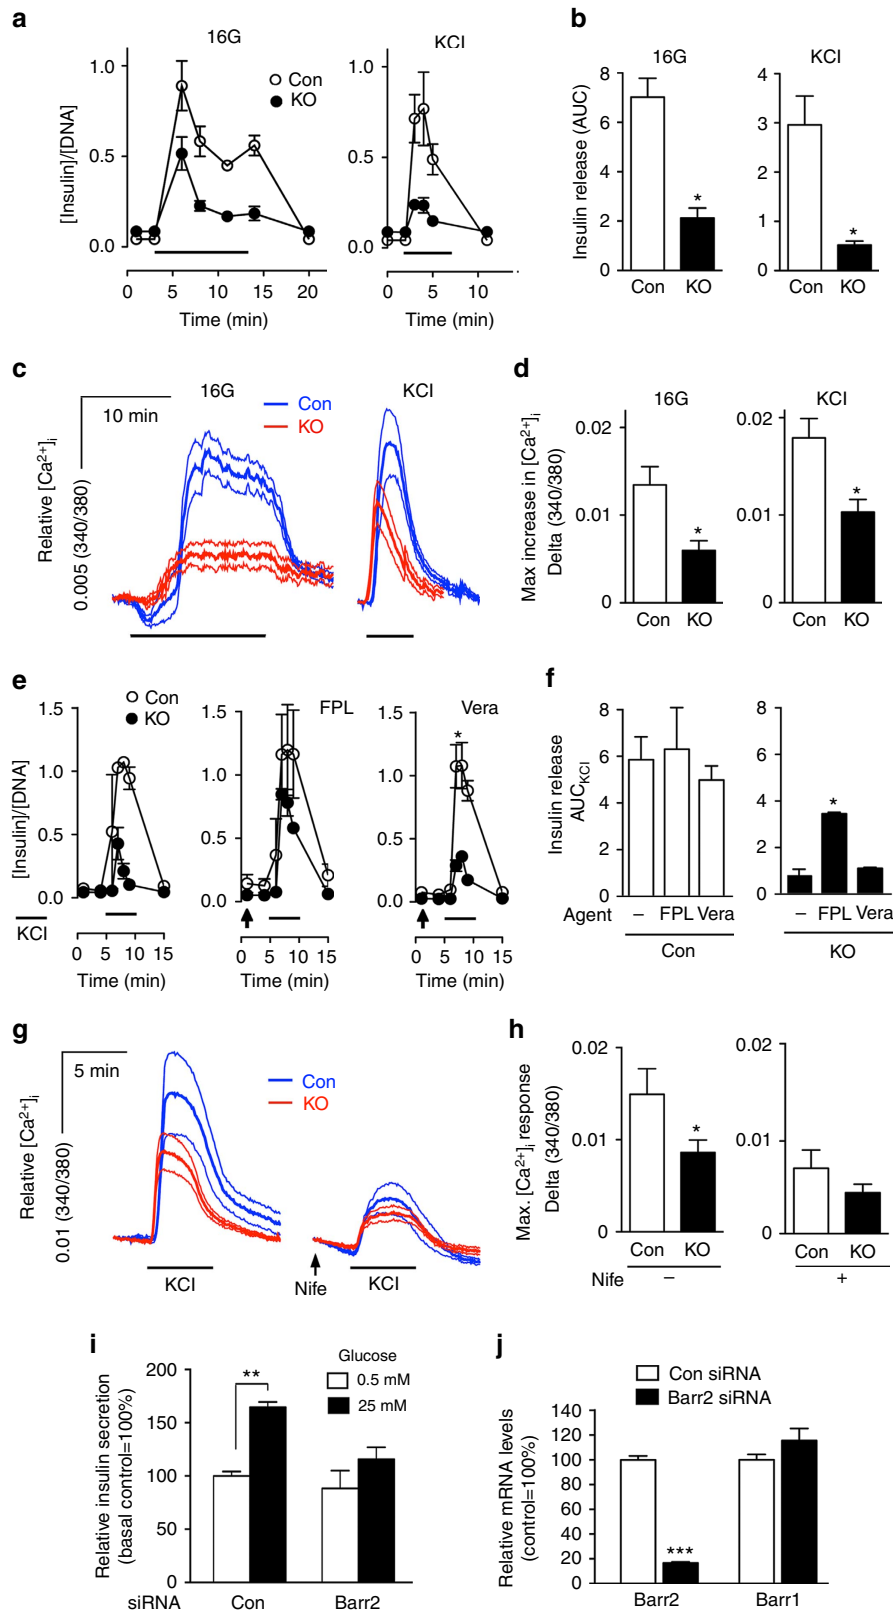 a
16G
KCl
1.0
0.5
0.0
[Insulin]/[DNA]
Con
KO
0 5 10 15 20
Time (min)
1.0
0.5
0.0
0 5 10
Time (min)
b
16G
KCl
Insulin release (AUC)
8
6
4
2
0
*
Con KO
4
3
2
1
0
*
Con KO
c
10 min
16G
KCl
Con
KO
Relative [Ca²⁺]i
0.005 (340/380)
d
16G
KCl
Max increase in [Ca²⁺]i
Delta (340/380)
0.02
0.01
0
*
Con KO
0.02
0.01
0
*
Con KO
e
Con
KO
FPL
Vera
[Insulin]/[DNA]
1.5
1.0
0.5
0.0
KCl
0 5 10 15
Time (min)
1.5
1.0
0.5
0.0
0 5 10 15
Time (min)
1.5
1.0
0.5
0.0
*
0 5 10 15
Time (min)
f
Insulin release
AUCKCl
8
6
4
2
0
Agent – FPL Vera
Con
8
6
4
2
0
*
– FPL Vera
KO
g
5 min
Con
KO
Relative [Ca²⁺]i
0.01 (340/380)
KCl
Nife
KCl
h
Max. [Ca²⁺]i response
Delta (340/380)
0.02
0.01
0
*
Con KO
Nife –
0.02
0.01
0
Con KO
+
i
Relative insulin secretion
(basal control=100%)
200
150
100
50
0
**
Glucose
0.5 mM
25 mM
siRNA Con Barr2
j
Con siRNA
Barr2 siRNA
Relative mRNA levels
(control=100%)
140
120
100
80
60
40
20
0
***
Barr2 Barr1